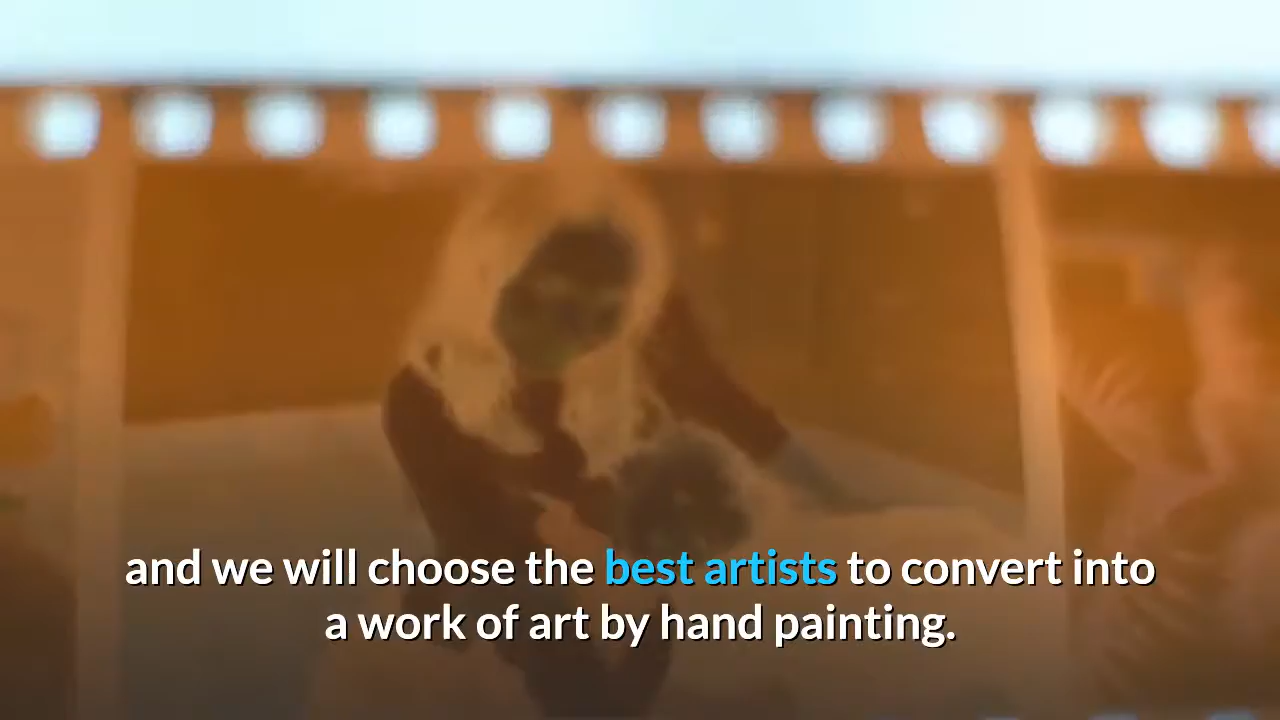 and we will choose the best artists to convert into
a work of art by hand painting.